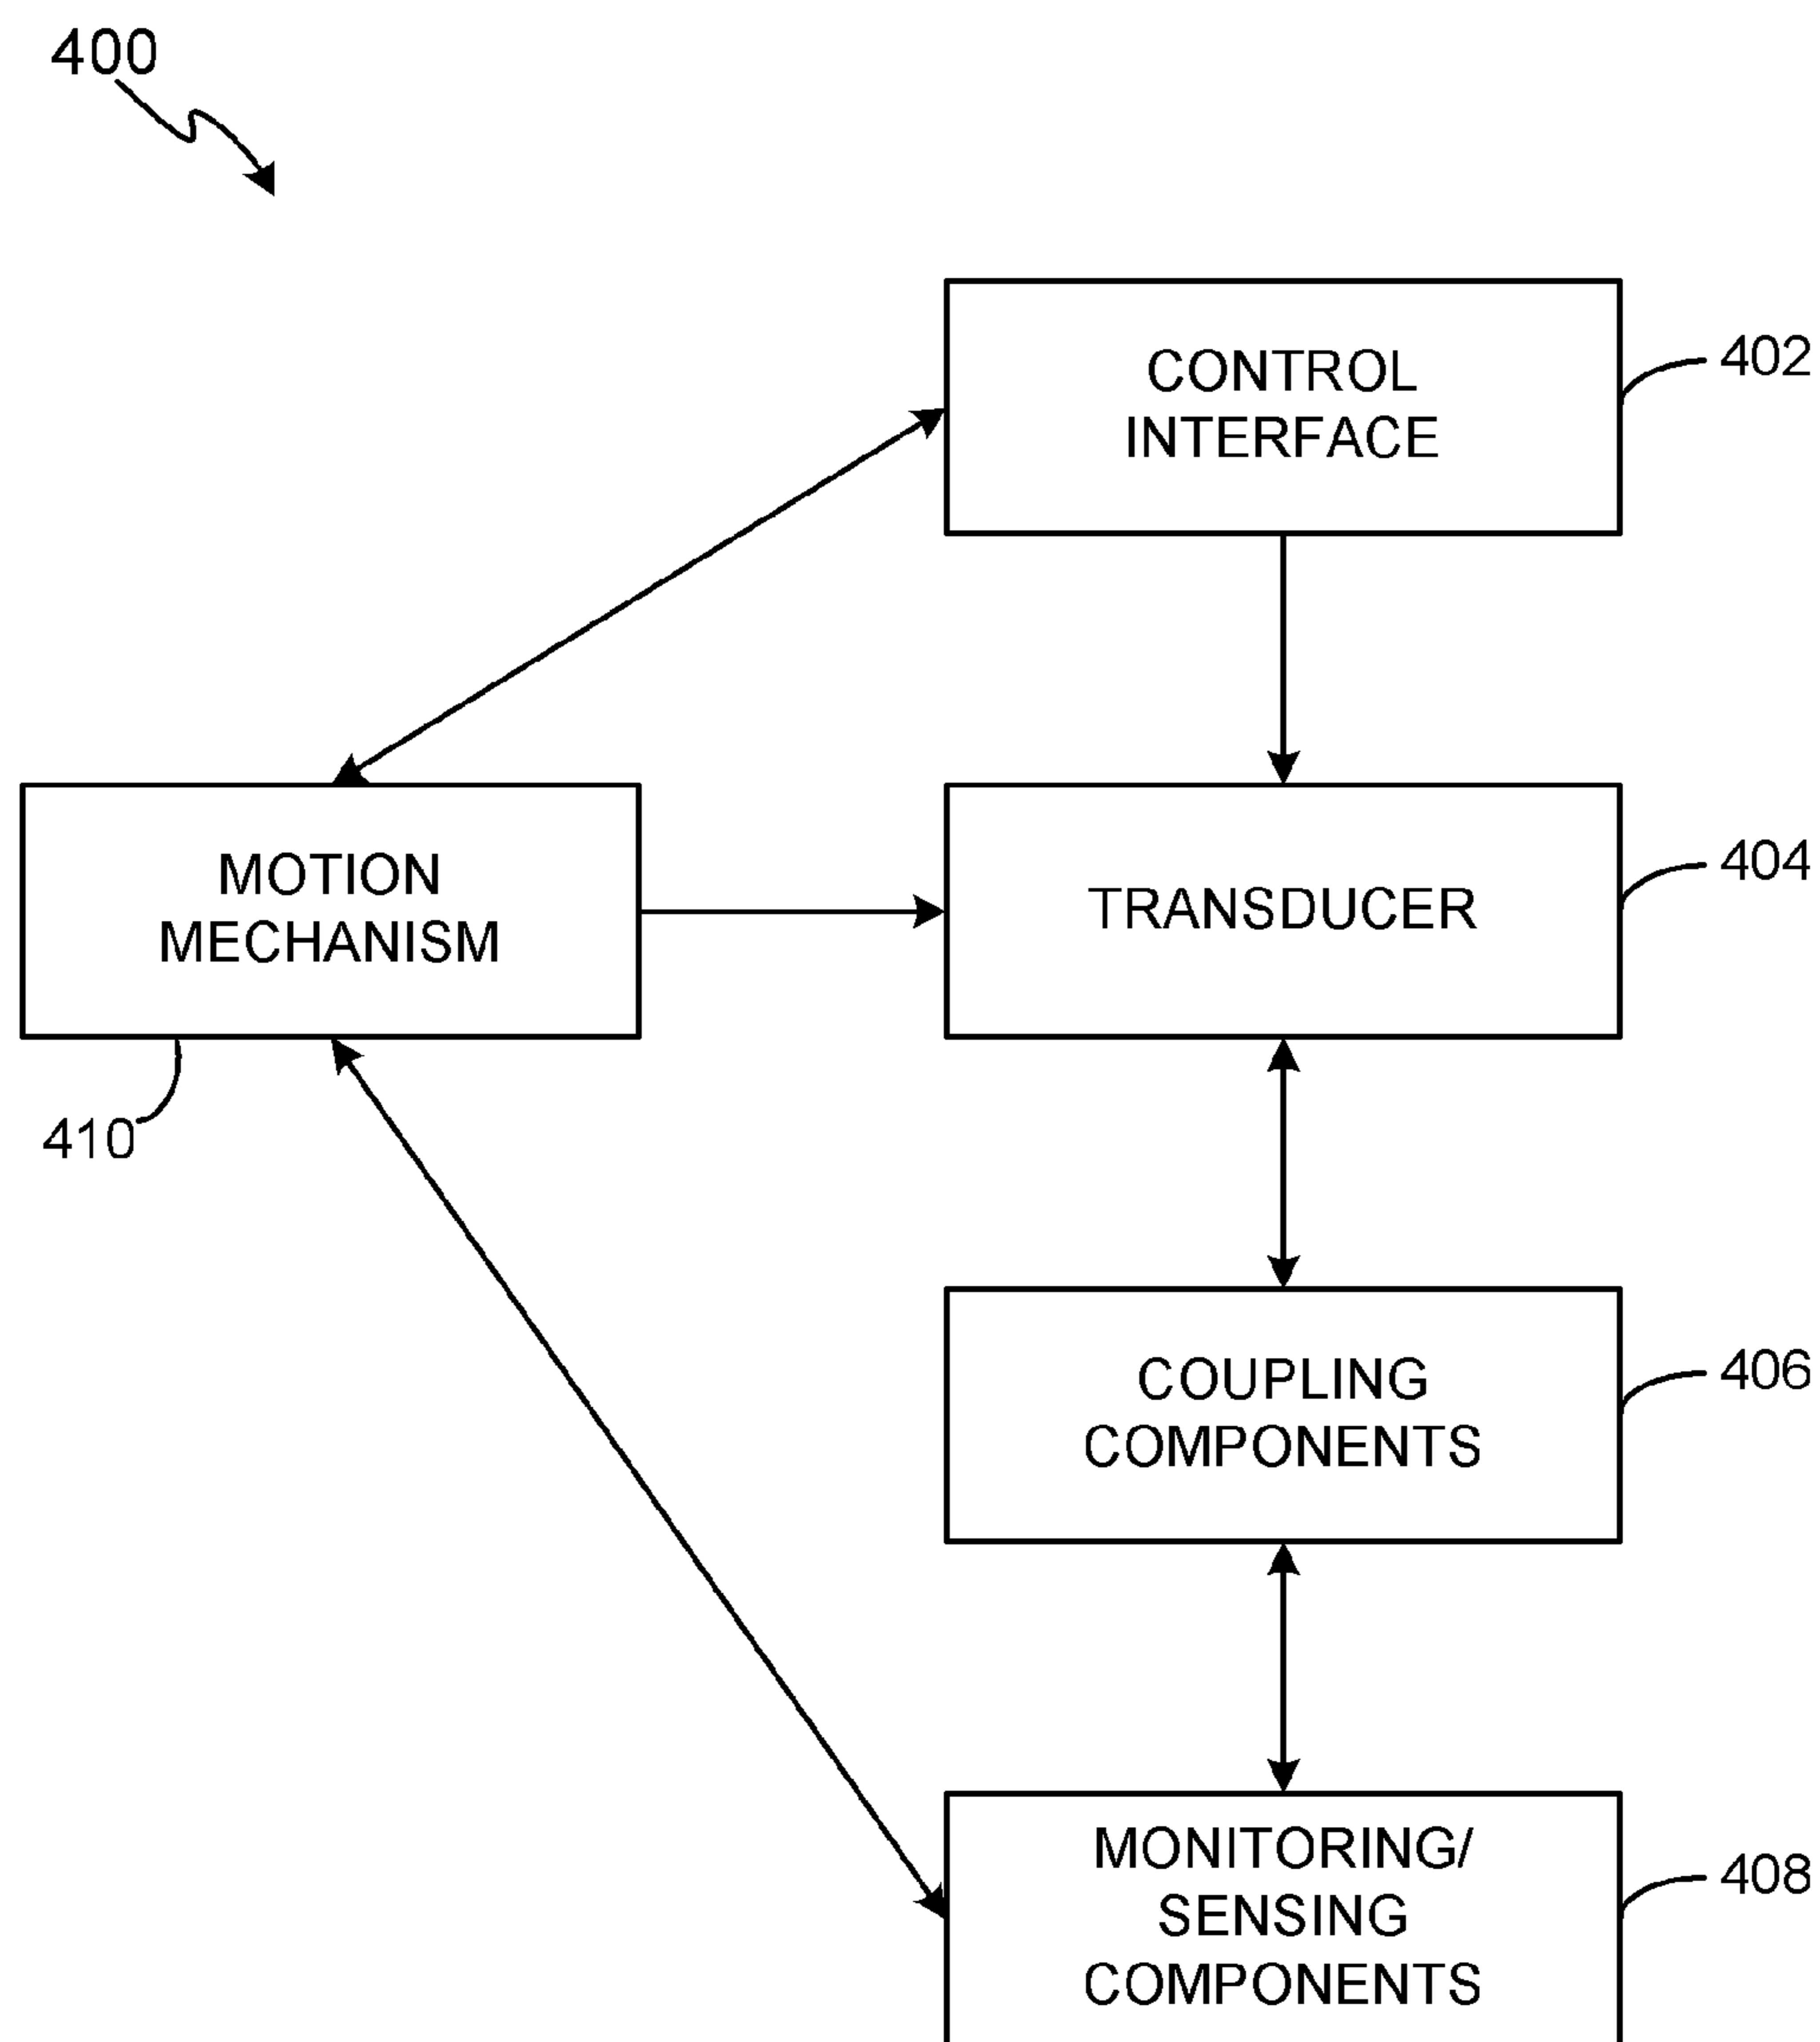 400
CONTROL
INTERFACE
402
MOTION
MECHANISM
410
TRANSDUCER
404
COUPLING
COMPONENTS
406
MONITORING/
SENSING
COMPONENTS
408